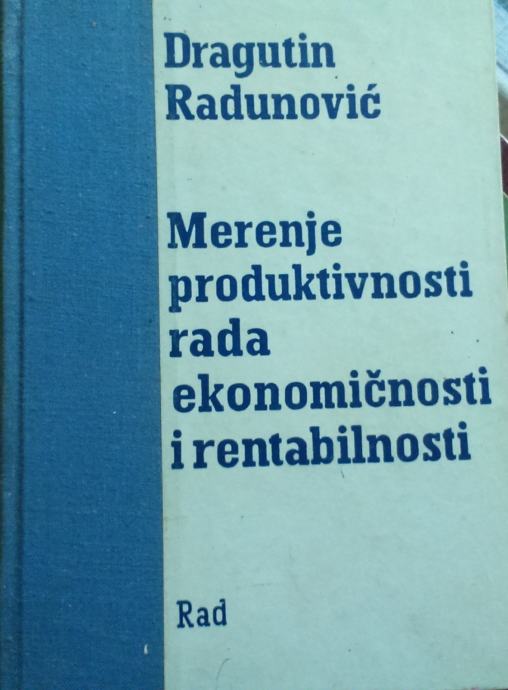 Dragutin
Radunović
Merenje
produktivnosti
rada
ekonomičnosti
i rentabilnosti
Rad